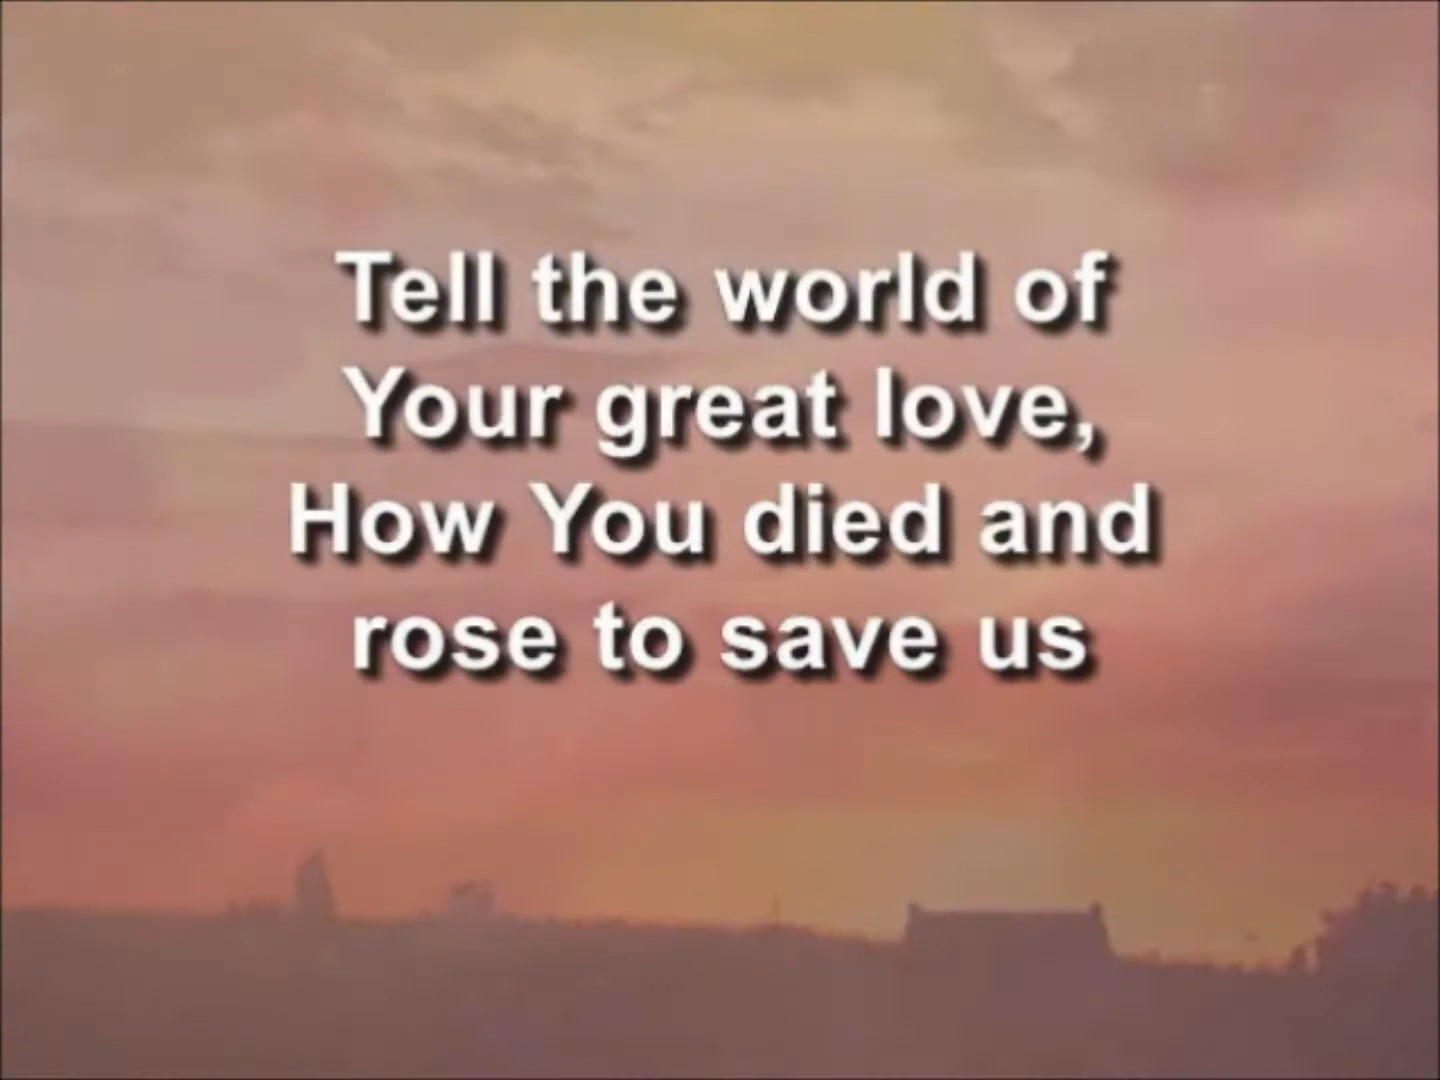 Tell the world of
Your great love,
How You died and
rose to save us